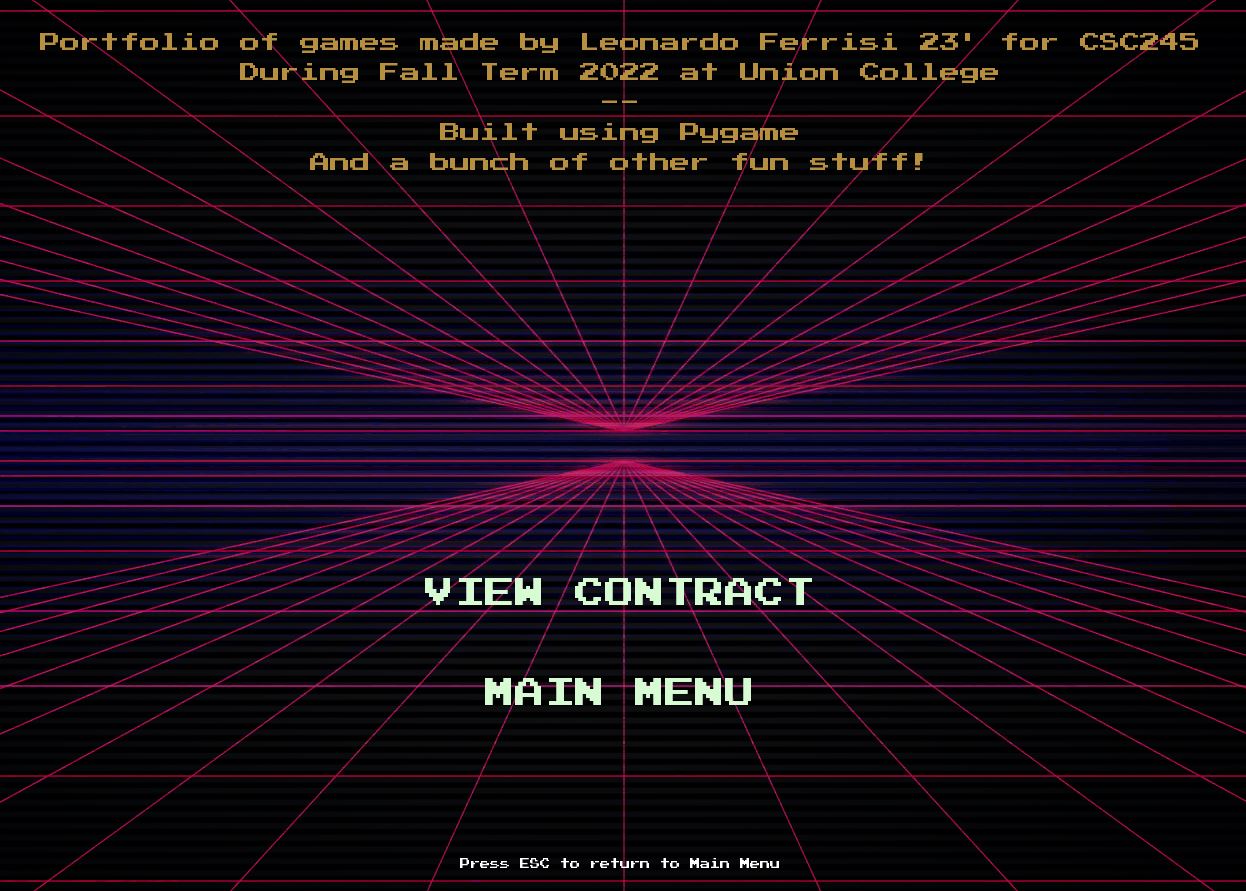 Portfolio of games made by Leonardo Ferrisi 23' for CSC245
During Fall Term 2022 at Union College
--
Built using Pygame
And a bunch of other fun stuff!
VIEW CONTRACT
MAIN MENU
Press ESC to return to Main Menu